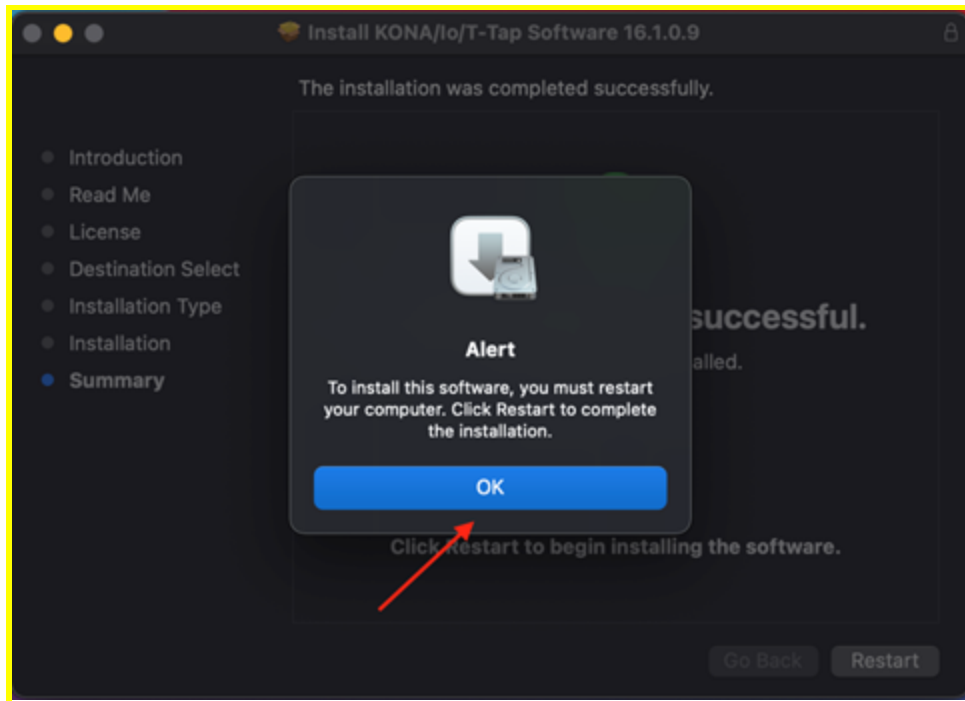 Install KONA/Io/T-Tap Software 16.1.0.9
The installation was completed successfully.
Introduction
Read Me
License
Destination Select
Installation Type
Installation
Summary
successful.
alled.
Alert
To install this software, you must restart
your computer. Click Restart to complete
the installation.
OK
Click Restart to begin installing the software.
Go Back
Restart